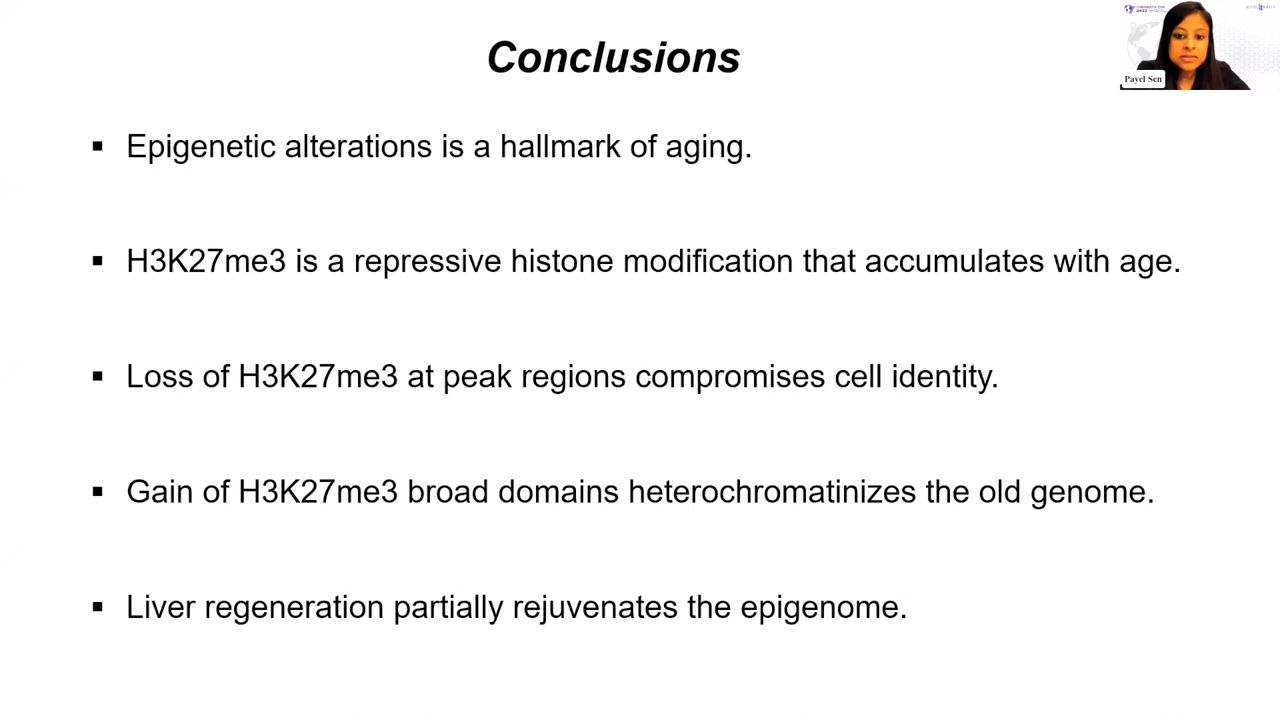 Conclusions
Payel Sen
▪ Epigenetic alterations is a hallmark of aging.
▪ H3K27me3 is a repressive histone modification that accumulates with age.
▪ Loss of H3K27me3 at peak regions compromises cell identity.
▪ Gain of H3K27me3 broad domains heterochromatinizes the old genome.
▪ Liver regeneration partially rejuvenates the epigenome.